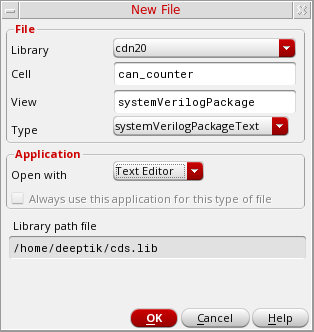 New File
File
Library cdn20
Cell can_counter
View systemVerilogPackage
Type systemVerilogPackageText
Application
Open with Text Editor
Always use this application for this type of file
Library path file
/home/deeptik/cds.lib
OK Cancel Help